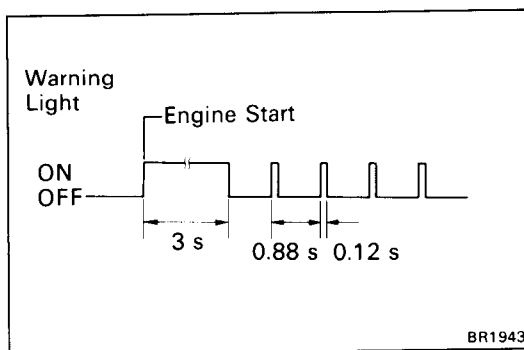 Warning
Light
Engine Start
ON
OFF
3 s
0.88 s
0.12 s
BR1943